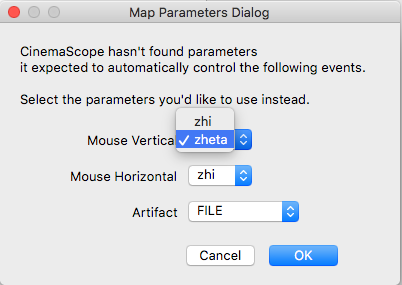 Map Parameters Dialog
CinemaScope hasn't found parameters
it expected to automatically control the following events.
Select the parameters you'd like to use instead.
zhi
Mouse Vertical ✓ zheta
Mouse Horizontal zhi
Artifact FILE
Cancel OK